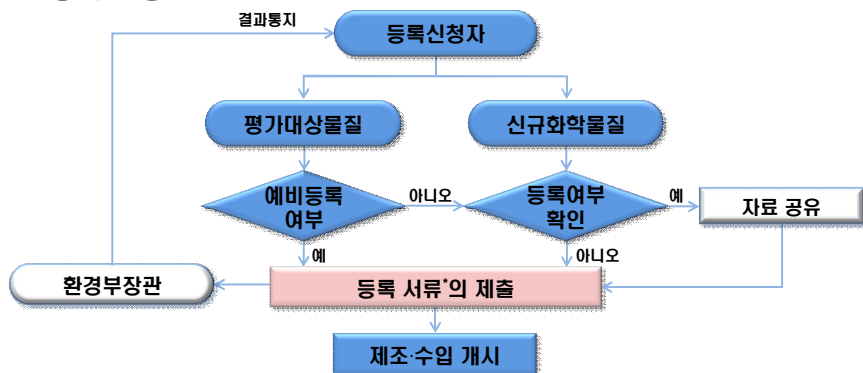 결과통지
등록신청자
평가대상물질
신규화학물질
예비등록
여부
아니오
등록여부
확인
예
자료 공유
예
아니오
환경부장관
등록 서류*의 제출
제조·수입 개시